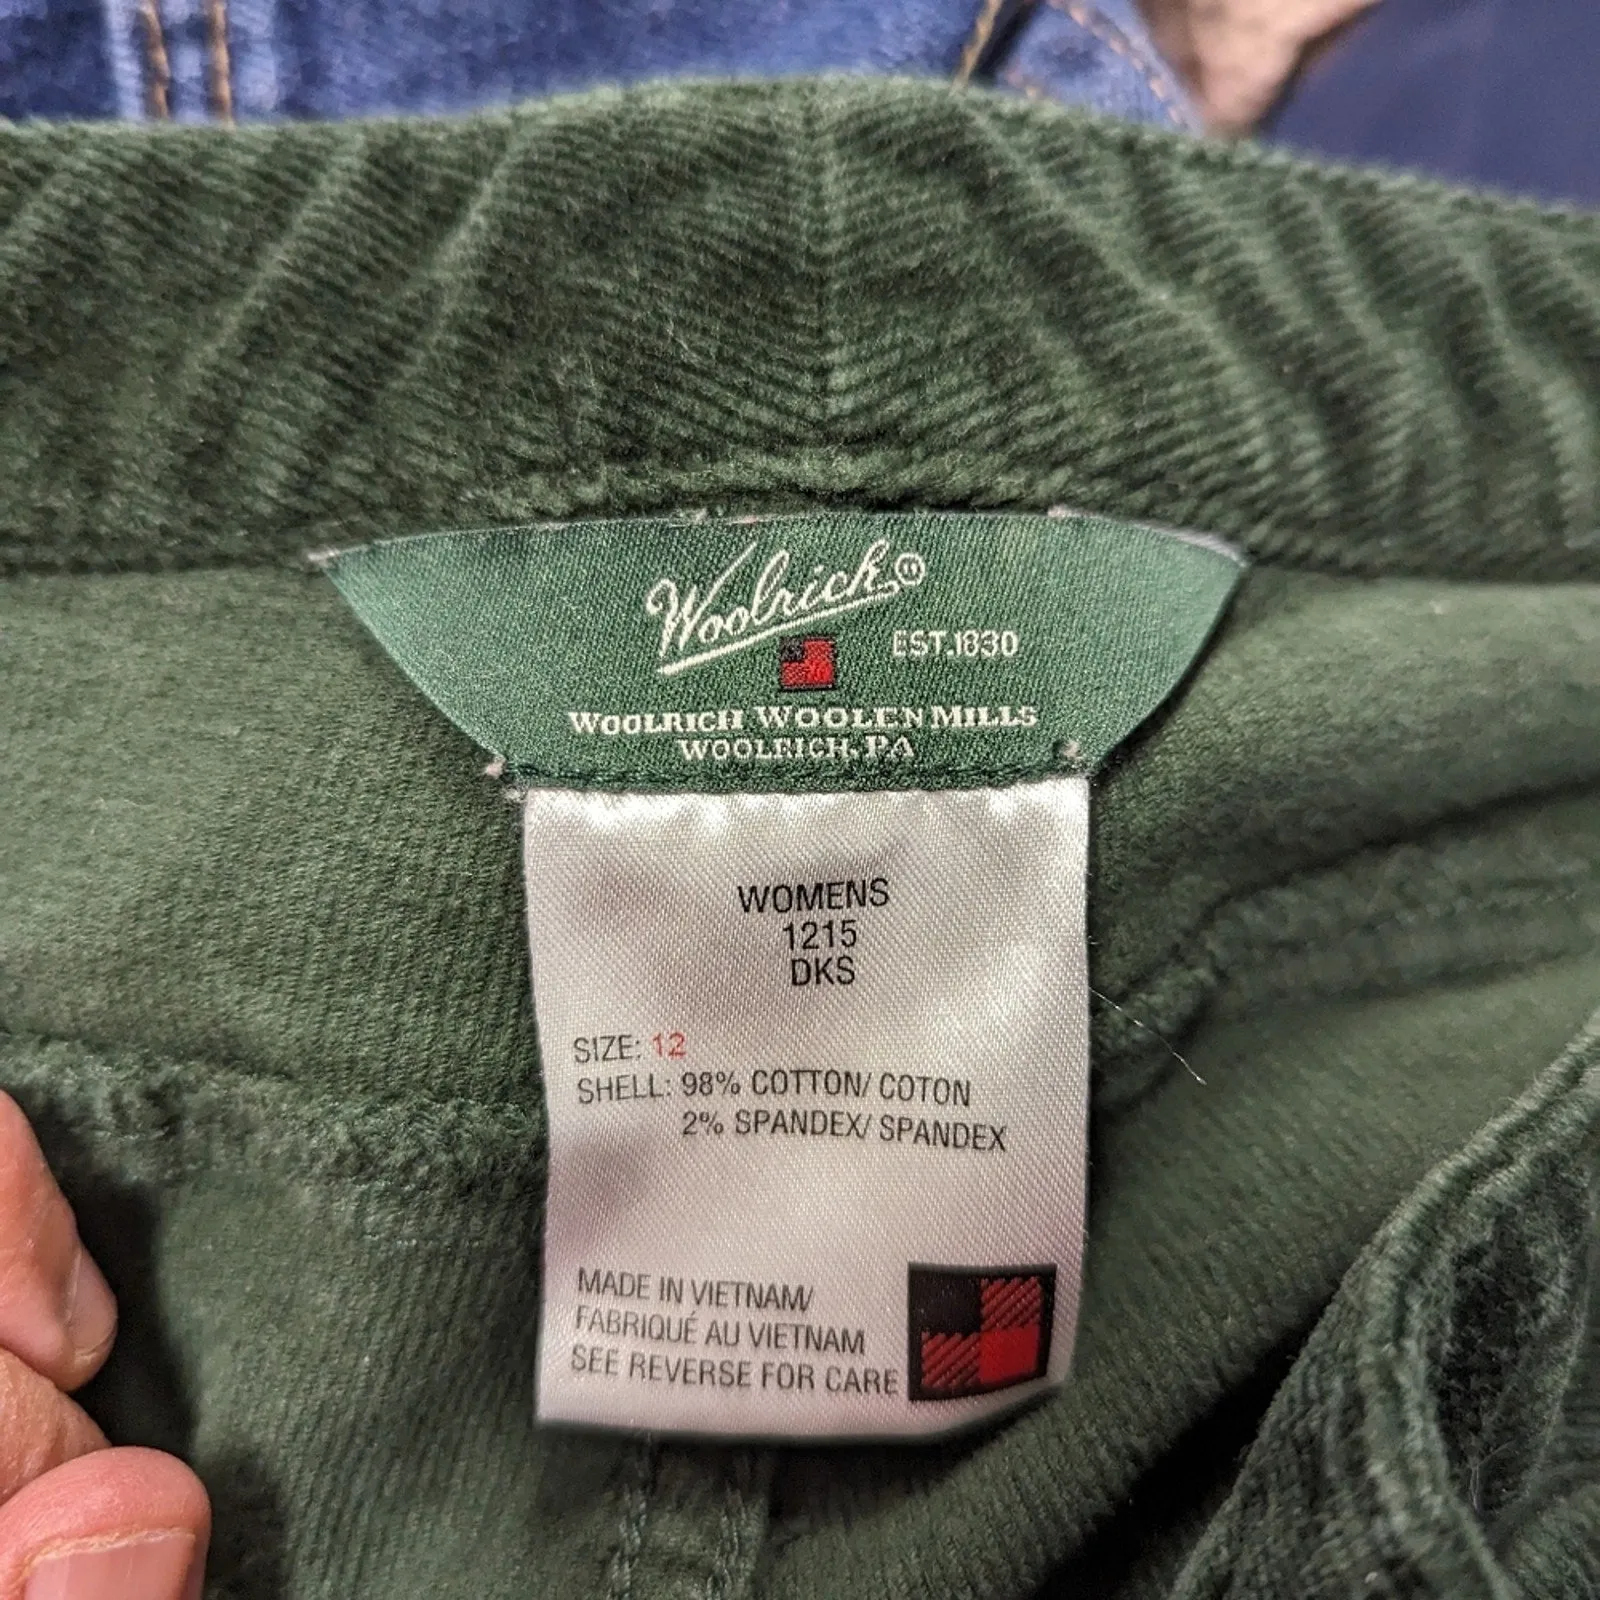 Woolrich®
EST.1830
WOOLRICH WOOLEN MILLS
WOOLRICH, PA
WOMENS
1215
DKS
SIZE: 12
SHELL: 98% COTTON/ COTON
2% SPANDEX/ SPANDEX
MADE IN VIETNAM/
FABRIQUÉ AU VIETNAM
SEE REVERSE FOR CARE